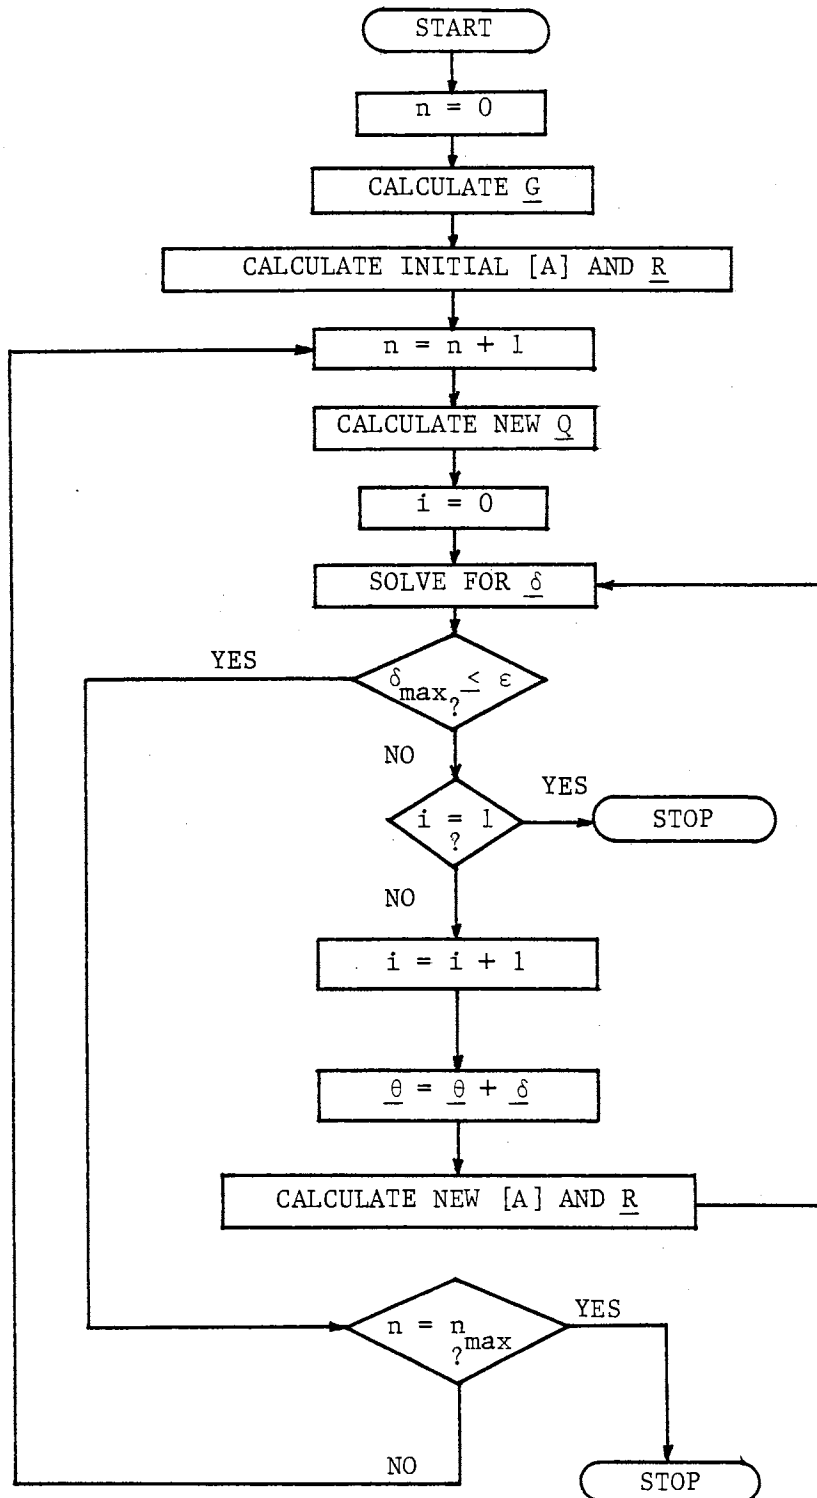 START
n = 0
CALCULATE G
CALCULATE INITIAL [A] AND R
n = n + 1
CALCULATE NEW Q
i = 0
SOLVE FOR δ
YES
δmax ≤ ε
?
NO
YES
i = 1
?
STOP
NO
i = i + 1
θ = θ + δ
CALCULATE NEW [A] AND R
YES
n = nmax
?
NO
STOP